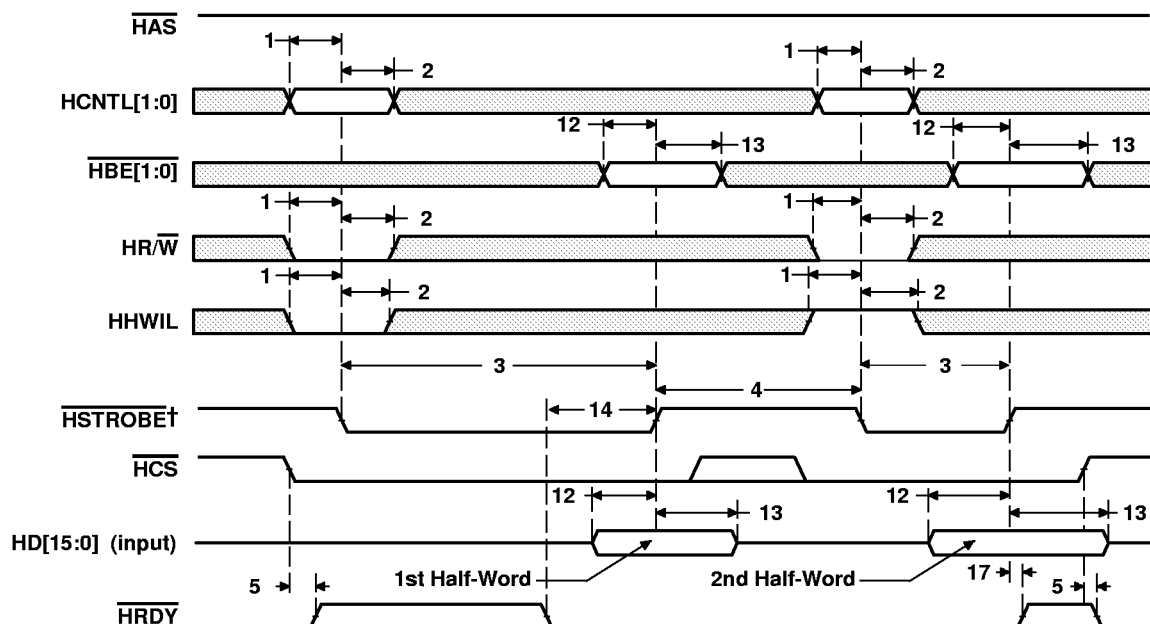 HAS
1
1
2
2
HCNTL[1:0]
12
12
13
13
HBE[1:0]
1
1
2
2
HR/W
1
1
2
2
HHWIL
3
3
4
14
HSTROBE†
HCS
12
12
13
13
HD[15:0] (input)
1st Half-Word
2nd Half-Word
17
5
5
HRDY